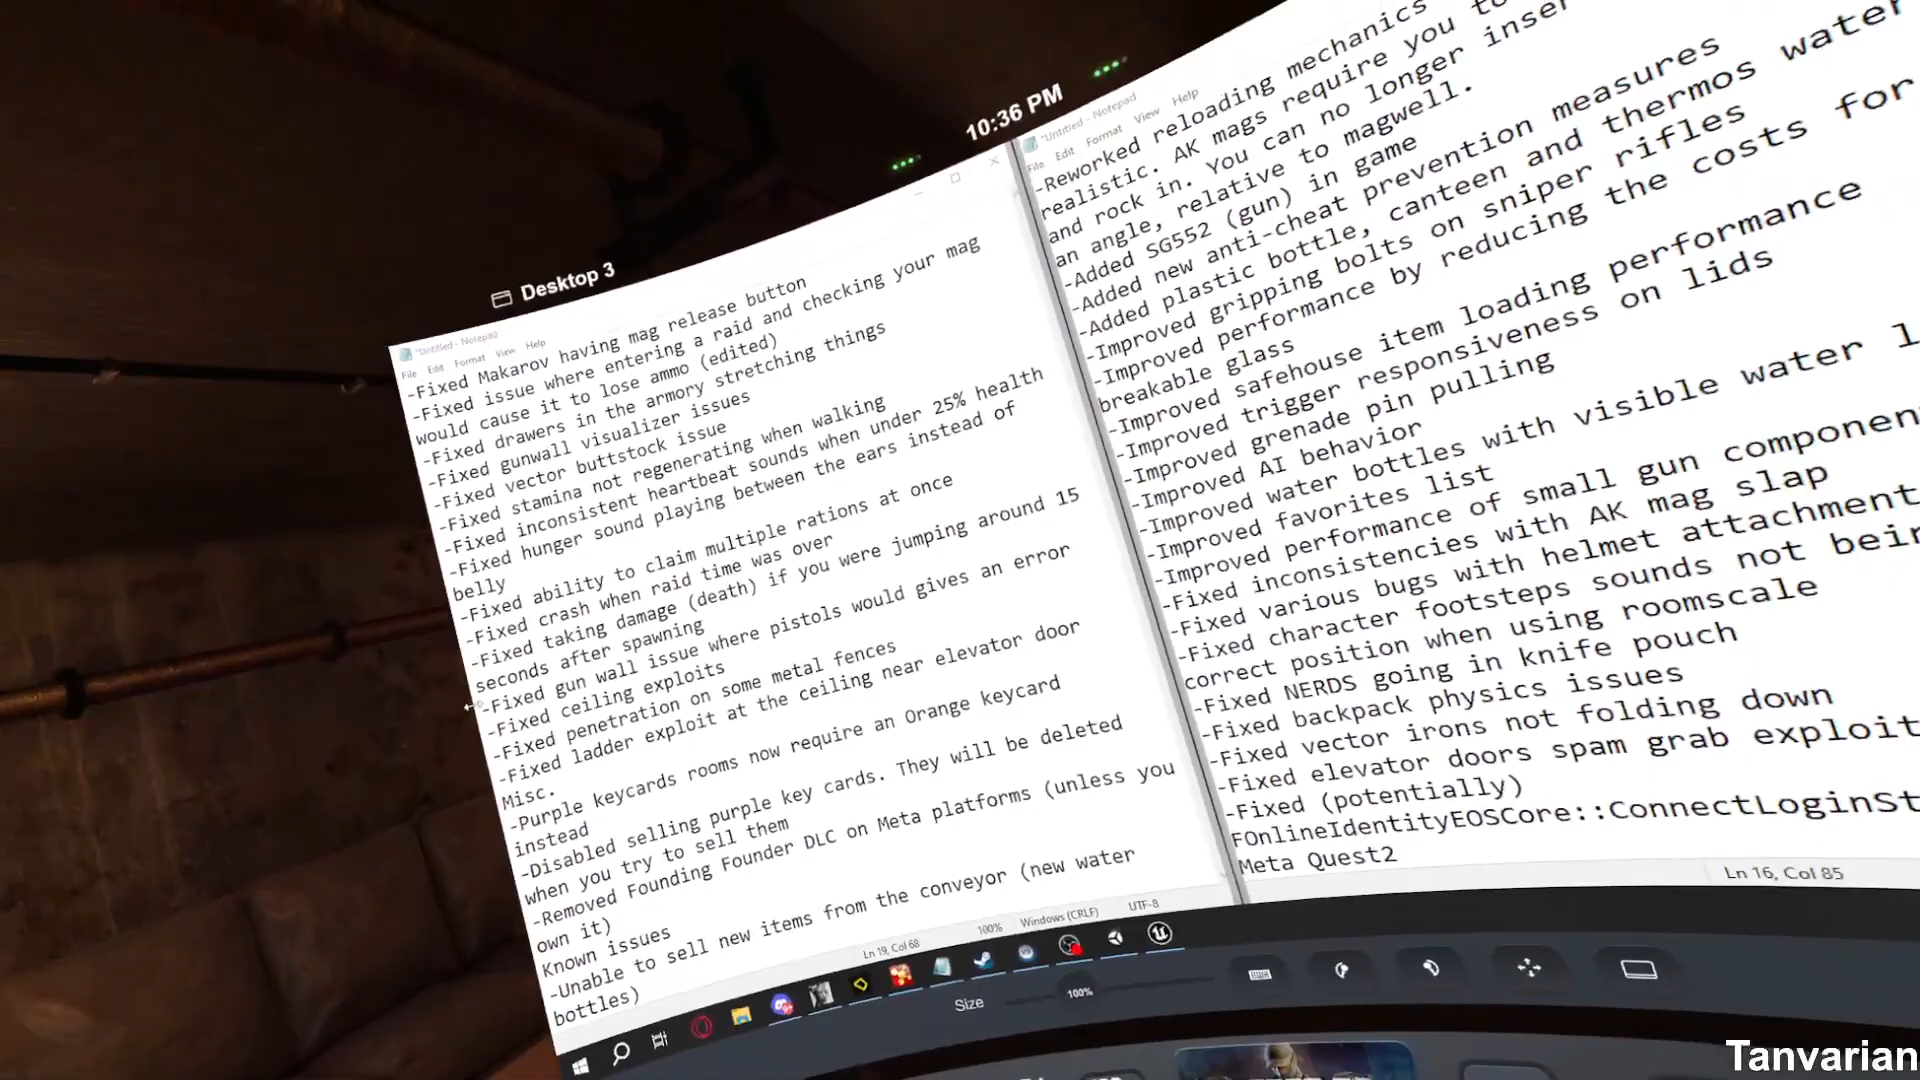 10:36 PM
Desktop 3
*Untitled - Notepad
File Edit Format View Help
-Fixed Makarov having mag release button
-Fixed issue where entering a raid and checking your mag
would cause it to lose ammo (edited)
-Fixed drawers in the armory stretching things
-Fixed gunwall visualizer issues
-Fixed vector buttstock issue
-Fixed stamina not regenerating when walking
-Fixed inconsistent heartbeat sounds when under 25% health
-Fixed hunger sound playing between the ears instead of
belly
-Fixed ability to claim multiple rations at once
-Fixed crash when raid time was over
-Fixed taking damage (death) if you were jumping around 15
seconds after spawning
-Fixed gun wall issue where pistols would gives an error
-Fixed ceiling exploits
-Fixed penetration on some metal fences
-Fixed ladder exploit at the ceiling near elevator door
Misc.
-Purple keycards rooms now require an Orange keycard
instead
-Disabled selling purple key cards. They will be deleted
when you try to sell them
-Removed Founding Founder DLC on Meta platforms (unless you
own it)
Known issues
-Unable to sell new items from the conveyor (new water
bottles)
Ln 19, Col 68 100% Windows (CRLF) UTF-8
*Untitled - Notepad
File Edit Format View Help
-Reworked reloading mechanics
realistic. AK mags require you to
and rock in. You can no longer inser
an angle, relative to magwell.
-Added SG552 (gun) in game
-Added new anti-cheat prevention measures
-Added plastic bottle, canteen and thermos water
-Improved gripping bolts on sniper rifles
-Improved performance by reducing the costs for
breakable glass
-Improved safehouse item loading performance
-Improved trigger responsiveness on lids
-Improved grenade pin pulling
-Improved AI behavior
-Improved water bottles with visible water l
-Improved favorites list
-Improved performance of small gun componen
-Fixed inconsistencies with AK mag slap
-Fixed various bugs with helmet attachment
-Fixed character footsteps sounds not bein
correct position when using roomscale
-Fixed NERDS going in knife pouch
-Fixed backpack physics issues
-Fixed vector irons not folding down
-Fixed elevator doors spam grab exploit
-Fixed (potentially)
FOnlineIdentityEOSCore::ConnectLoginSt
Meta Quest2
Ln 16, Col 85
Size 100%
Tanvarian